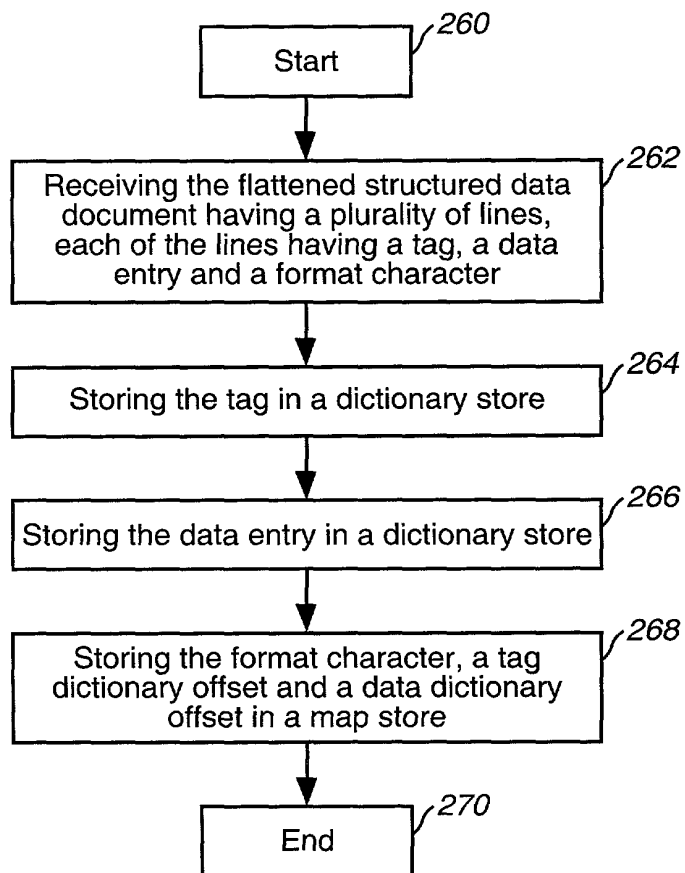 260
Start
262
Receiving the flattened structured data
document having a plurality of lines,
each of the lines having a tag, a data
entry and a format character
264
Storing the tag in a dictionary store
266
Storing the data entry in a dictionary store
268
Storing the format character, a tag
dictionary offset and a data dictionary
offset in a map store
270
End